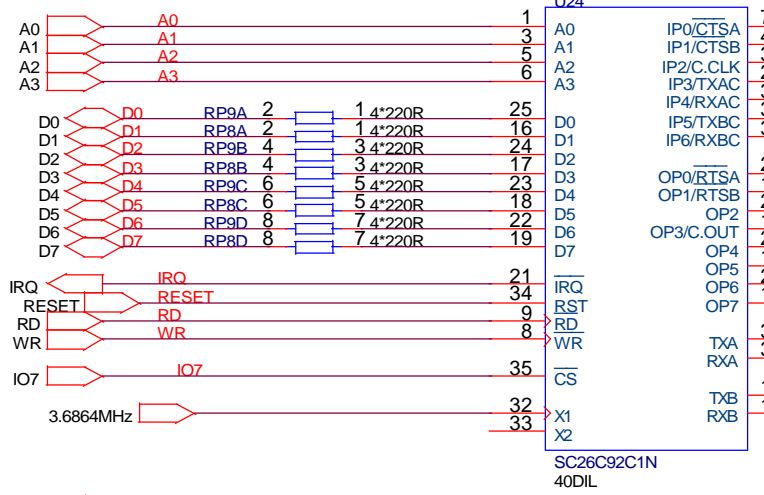 U24
A0 A0 1 A0 IP0/CTSA
A1 A1 3 A1 IP1/CTSB
A2 A2 5 A2 IP2/C.CLK
A3 A3 6 A3 IP3/TXAC
IP4/RXAC
D0 D0 RP9A 2 1 4*220R 25 D0 IP5/TXBC
D1 D1 RP8A 2 1 4*220R 16 D1 IP6/RXBC
D2 D2 RP9B 4 3 4*220R 24 D2
D3 D3 RP8B 4 3 4*220R 17 D3 OP0/RTSA
D4 D4 RP9C 6 5 4*220R 23 D4 OP1/RTSB
D5 D5 RP8C 6 5 4*220R 18 D5 OP2
D6 D6 RP9D 8 7 4*220R 22 D6 OP3/C.OUT
D7 D7 RP8D 8 7 4*220R 19 D7 OP4
OP5
IRQ IRQ 21 IRQ OP6
RESET RESET 34 RST OP7
RD RD 9 RD
WR WR 8 WR TXA
RXA
IO7 IO7 35 CS
TXB
3.6864MHz 32 X1 RXB
33 X2
SC26C92C1N
40DIL